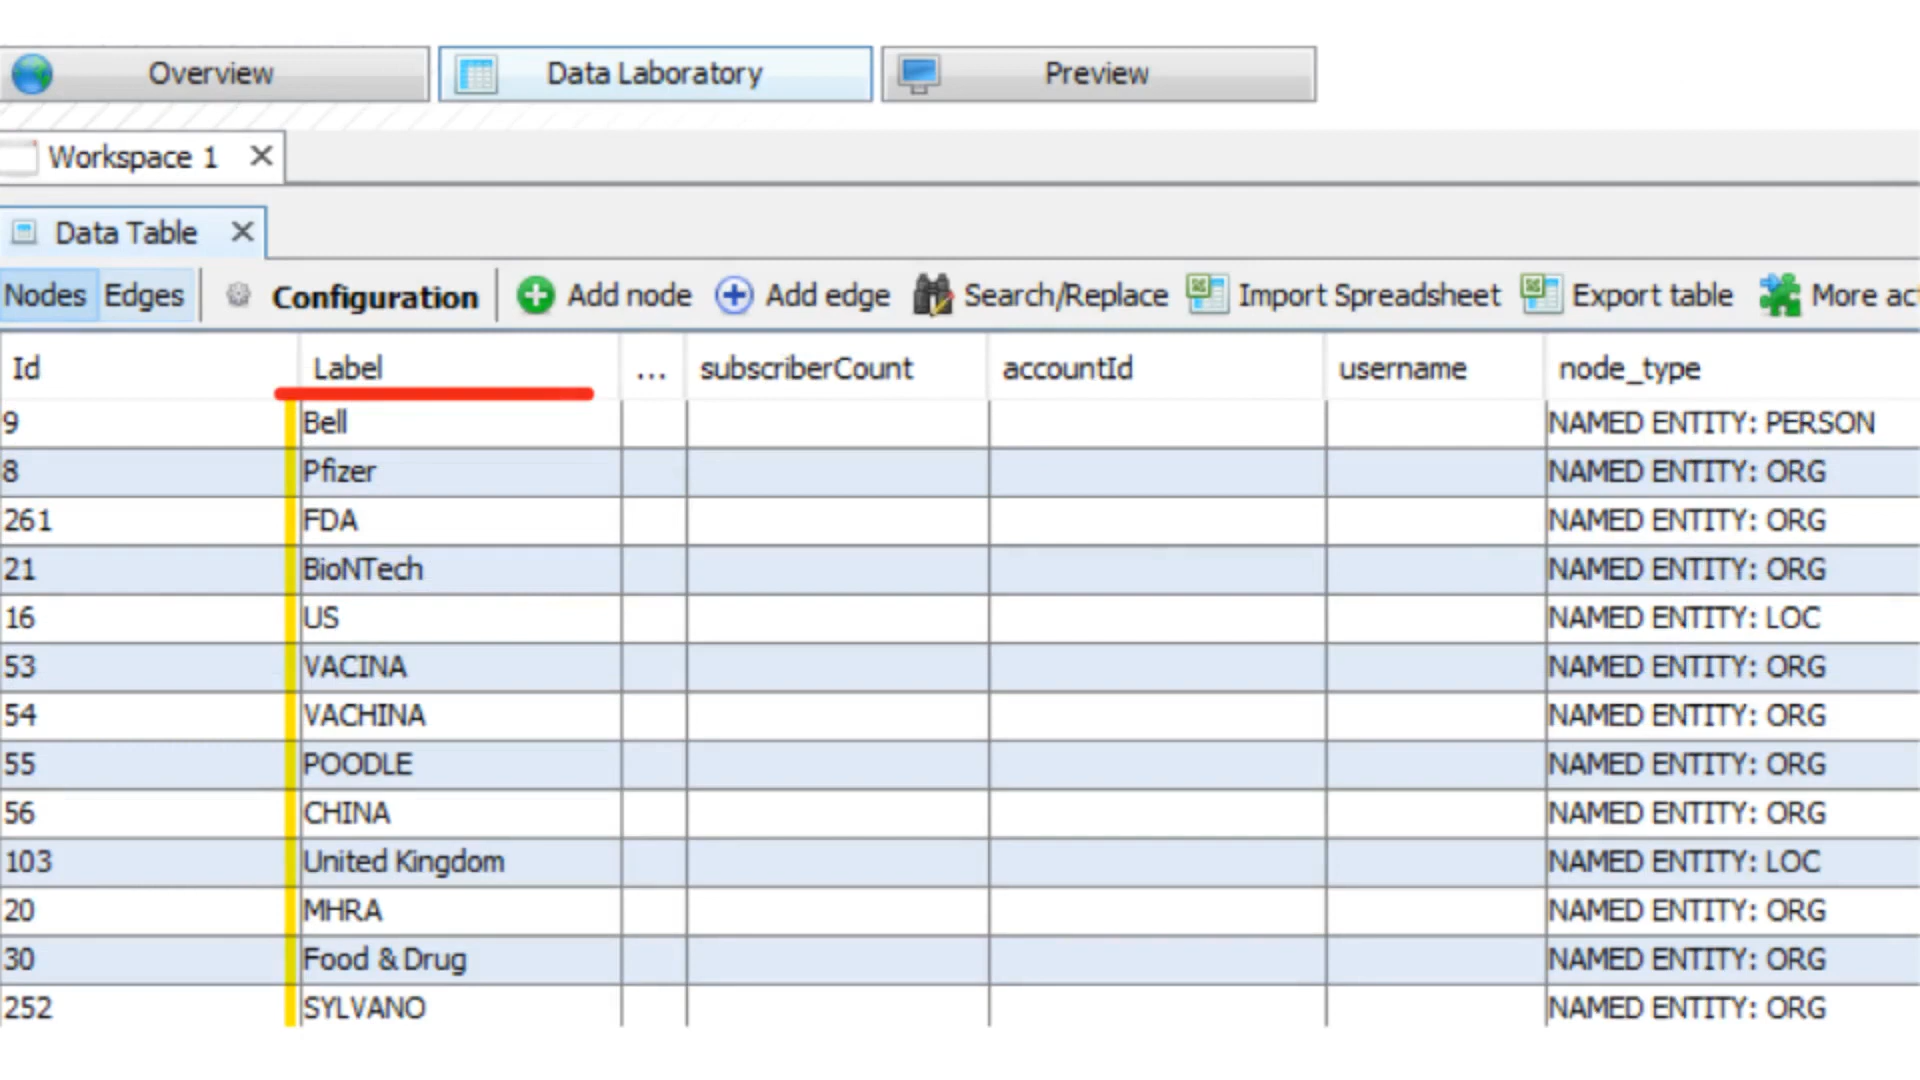 Overview Data Laboratory Preview
Workspace 1
Data Table
Nodes Edges Configuration Add node Add edge Search/Replace Import Spreadsheet Export table More
Id Label ... subscriberCount accountId username node_type
9 Bell NAMED ENTITY: PERSON
8 Pfizer NAMED ENTITY: ORG
261 FDA NAMED ENTITY: ORG
21 BioNTech NAMED ENTITY: ORG
16 US NAMED ENTITY: LOC
53 VACINA NAMED ENTITY: ORG
54 VACHINA NAMED ENTITY: ORG
55 POODLE NAMED ENTITY: ORG
56 CHINA NAMED ENTITY: ORG
103 United Kingdom NAMED ENTITY: LOC
20 MHRA NAMED ENTITY: ORG
30 Food & Drug NAMED ENTITY: ORG
252 SYLVANO NAMED ENTITY: ORG